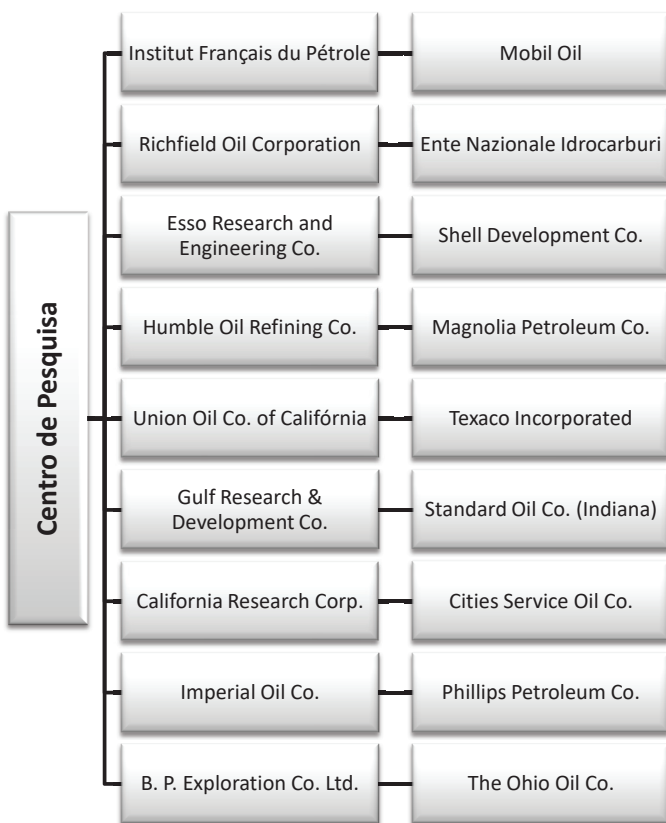 Centro de Pesquisa
Institut Français du Pétrole
Mobil Oil
Richfield Oil Corporation
Ente Nazionale Idrocarburi
Esso Research and
Engineering Co.
Shell Development Co.
Humble Oil Refining Co.
Magnolia Petroleum Co.
Union Oil Co. of Califórnia
Texaco Incorporated
Gulf Research &
Development Co.
Standard Oil Co. (Indiana)
California Research Corp.
Cities Service Oil Co.
Imperial Oil Co.
Phillips Petroleum Co.
B. P. Exploration Co. Ltd.
The Ohio Oil Co.